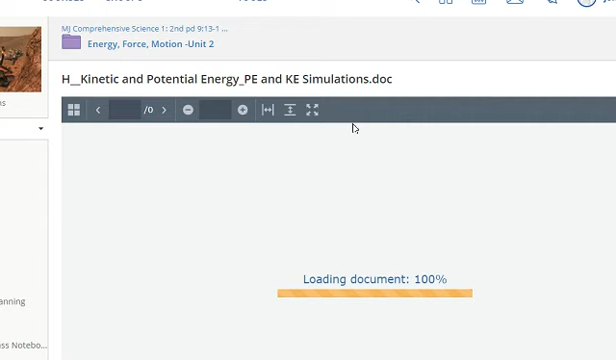 MJ Comprehensive Science 1: 2nd pd 9:13-1 ...
Energy, Force, Motion -Unit 2
H__Kinetic and Potential Energy_PE and KE Simulations.doc
/0
Loading document: 100%
anning
ass Notebo...